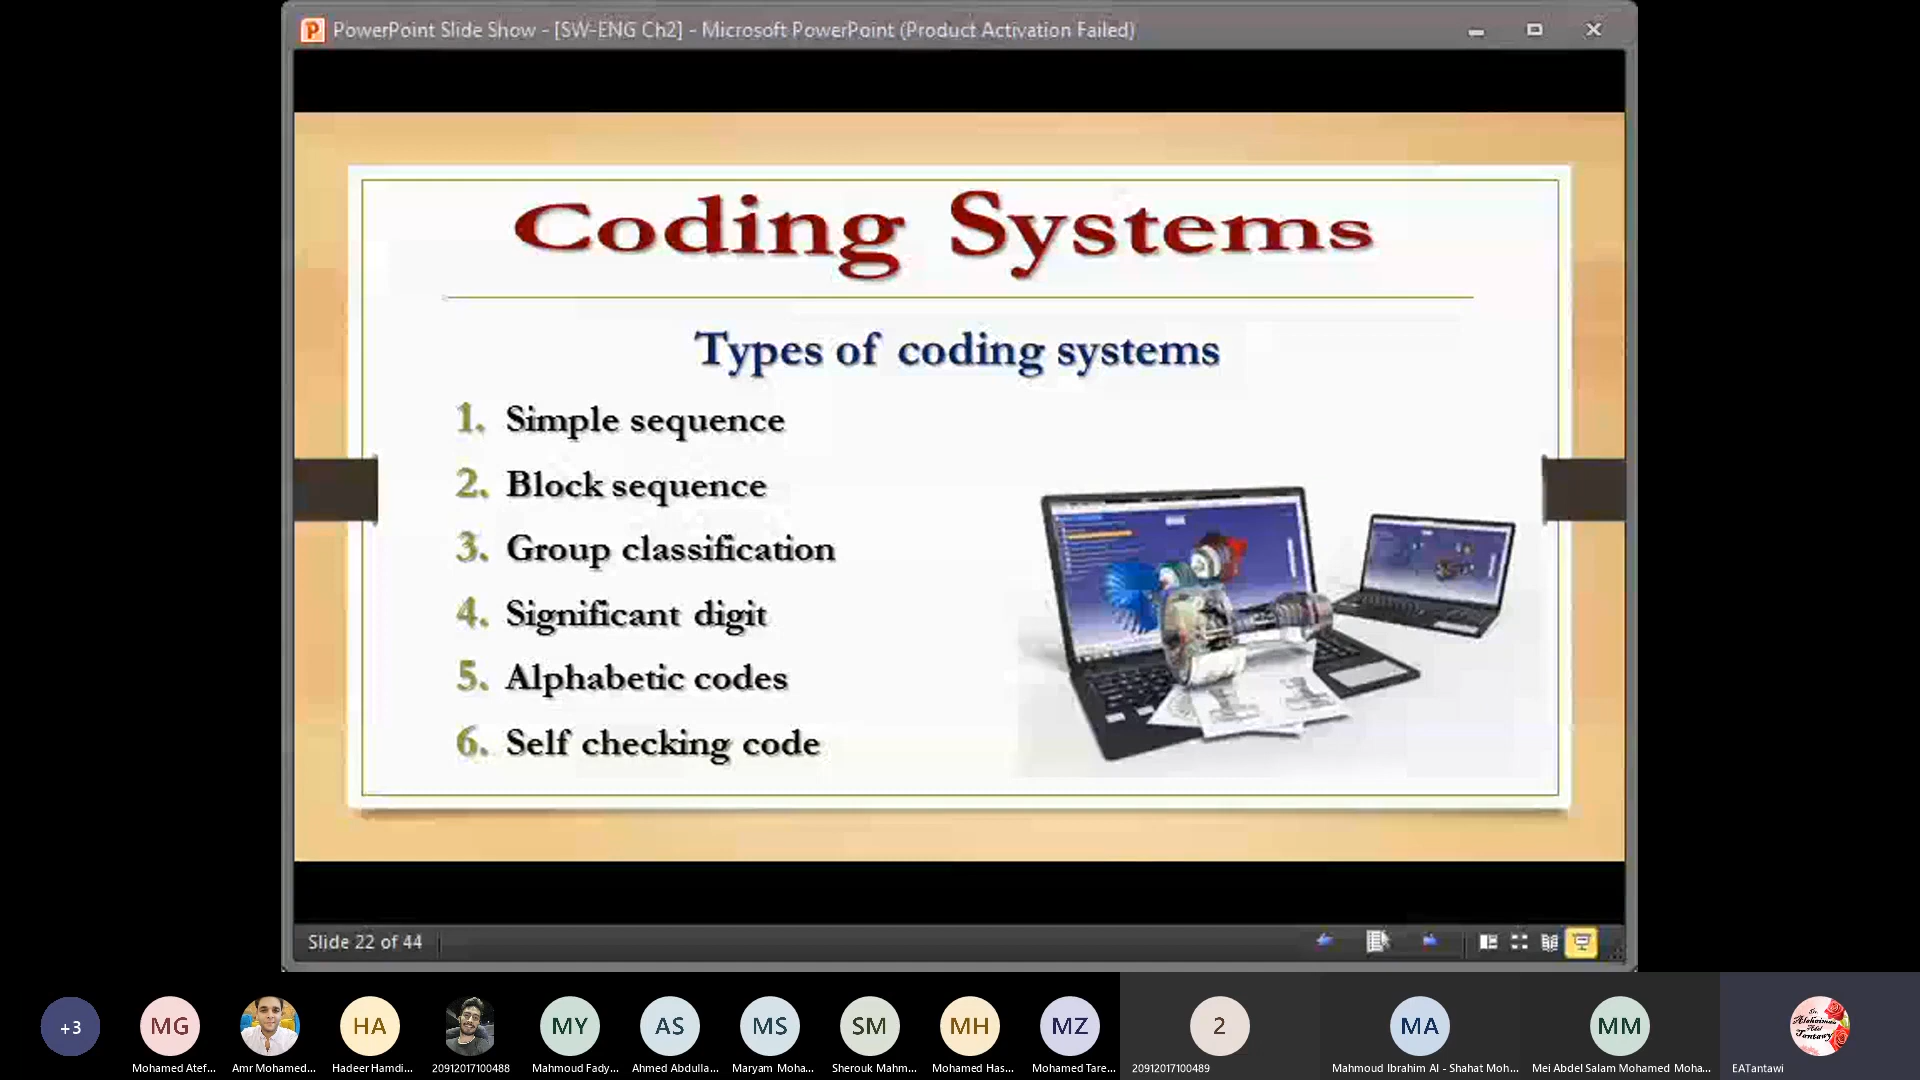 PowerPoint Slide Show - [SW-ENG Ch2] - Microsoft PowerPoint (Product Activation Failed)
Coding Systems
Types of coding systems
1. Simple sequence
2. Block sequence
3. Group classification
4. Significant digit
5. Alphabetic codes
6. Self checking code
Slide 22 of 44
+3 MG HA MY AS MS SM MH MZ 2 MA MM
Mohamed Atef... Amr Mohamed... Hadeer Hamdi... 20912017100488 Mahmoud Fady... Ahmed Abdulla... Maryam Moha... Sherouk Mahm... Mohamed Has... Mohamed Tare... 20912017100489 Mahmoud Ibrahim Al - Shahat Moh... Mei Abdel Salam Mohamed Moha... EATantawi